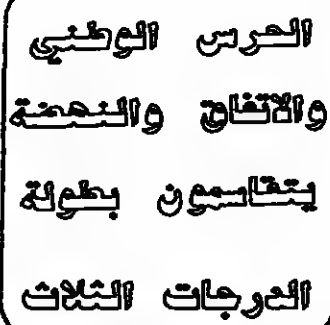 الحرس الوطني
والاتفاق والنهضة
يتقاسمون بطولة
الدرجات الثلاث